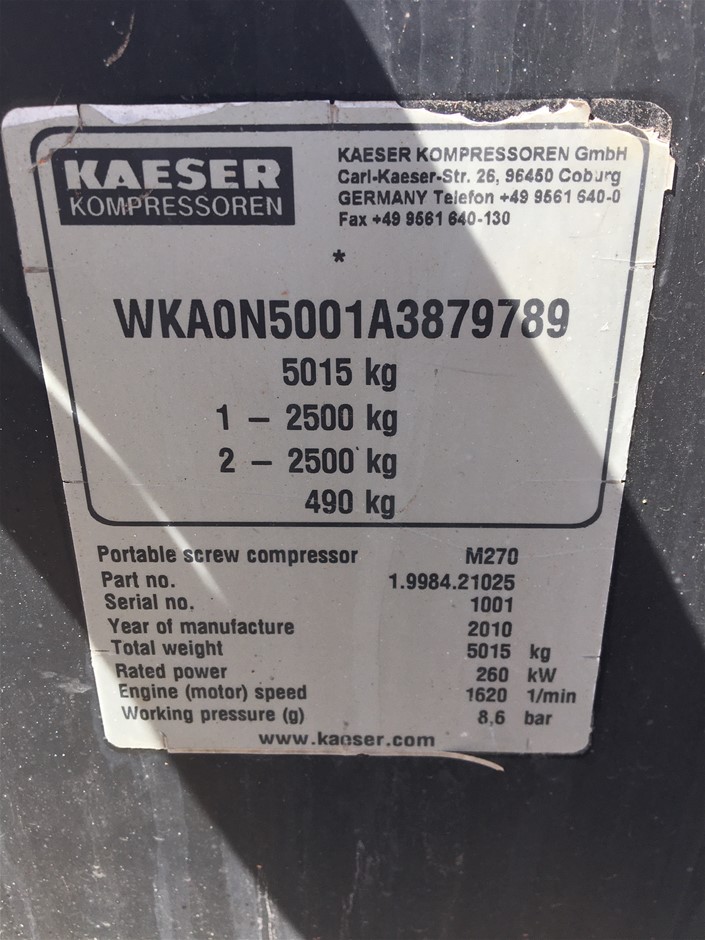 KAESER
KOMPRESSOREN
KAESER KOMPRESSOREN GmbH
Carl-Kaeser-Str. 26, 96450 Coburg
GERMANY Telefon +49 9561 640-0
Fax +49 9561 640-130
*
WKA0N5001A3879789
5015 kg
1 – 2500 kg
2 – 2500 kg
490 kg
Portable screw compressor M270
Part no. 1.9984.21025
Serial no. 1001
Year of manufacture 2010
Total weight 5015 kg
Rated power 260 kW
Engine (motor) speed 1620 1/min
Working pressure (g) 8,6 bar
www.kaeser.com